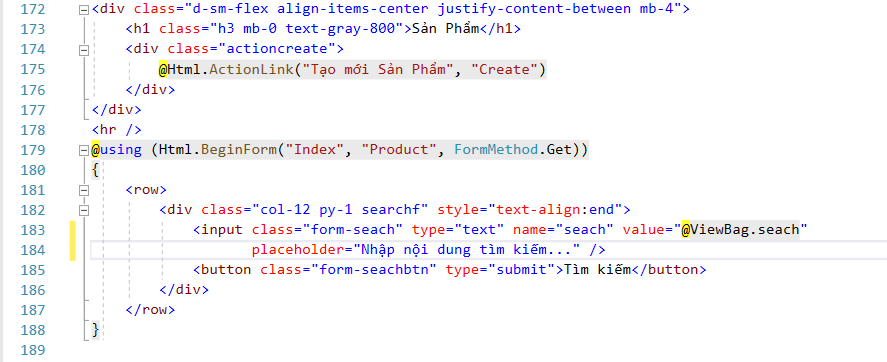 172 <div class="d-sm-flex align-items-center justify-content-between mb-4">
173 <h1 class="h3 mb-0 text-gray-800">Sản Phẩm</h1>
174 <div class="actioncreate">
175 @Html.ActionLink("Tạo mới Sản Phẩm", "Create")
176 </div>
177 </div>
178 <hr />
179 @using (Html.BeginForm("Index", "Product", FormMethod.Get))
180 {
181 <row>
182 <div class="col-12 py-1 searchf" style="text-align:end">
183 <input class="form-seach" type="text" name="seach" value="@ViewBag.seach"
184 placeholder="Nhập nội dung tìm kiếm..." />
185 <button class="form-seachbtn" type="submit">Tìm kiếm</button>
186 </div>
187 </row>
188 }
189